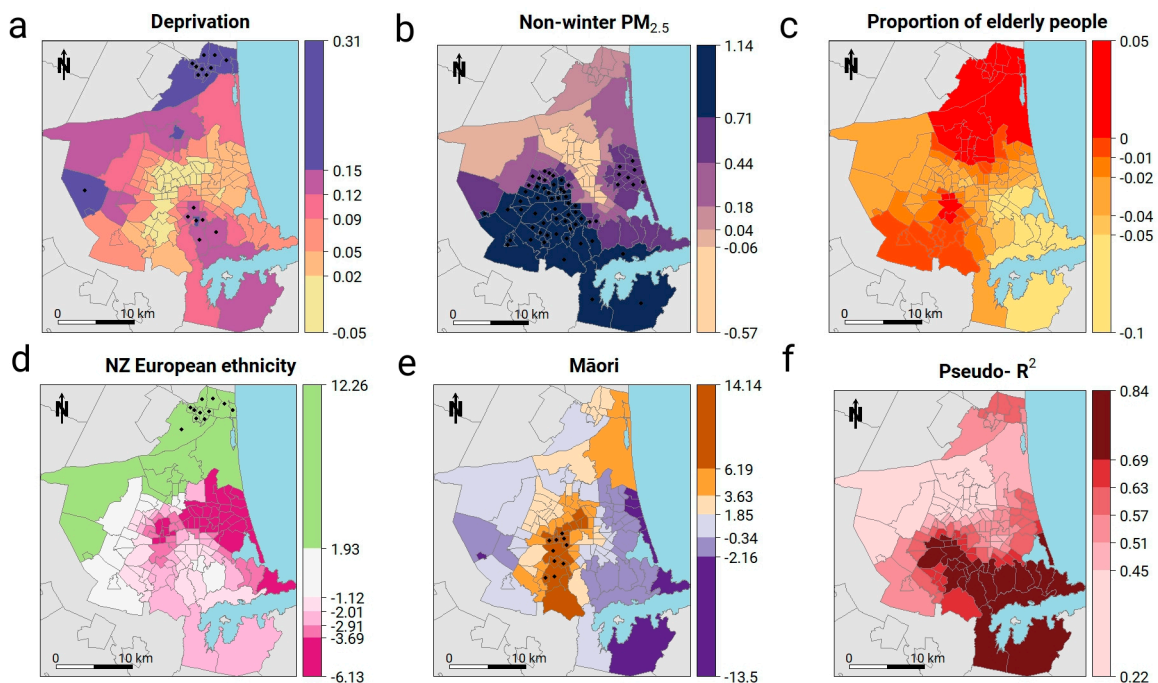 a
Deprivation
N
0.31
0.15
0.12
0.09
0.05
0.02
-0.05
0 10 km
b
Non-winter PM2.5
N
1.14
0.71
0.44
0.18
0.04
-0.06
-0.57
0 10 km
c
Proportion of elderly people
N
0.05
0
-0.01
-0.02
-0.04
-0.05
-0.1
0 10 km
d
NZ European ethnicity
N
12.26
1.93
-1.12
-2.01
-2.91
-3.69
-6.13
0 10 km
e
Māori
N
14.14
6.19
3.63
1.85
-0.34
-2.16
-13.5
0 10 km
f
Pseudo- R2
N
0.84
0.69
0.63
0.57
0.51
0.45
0.22
0 10 km